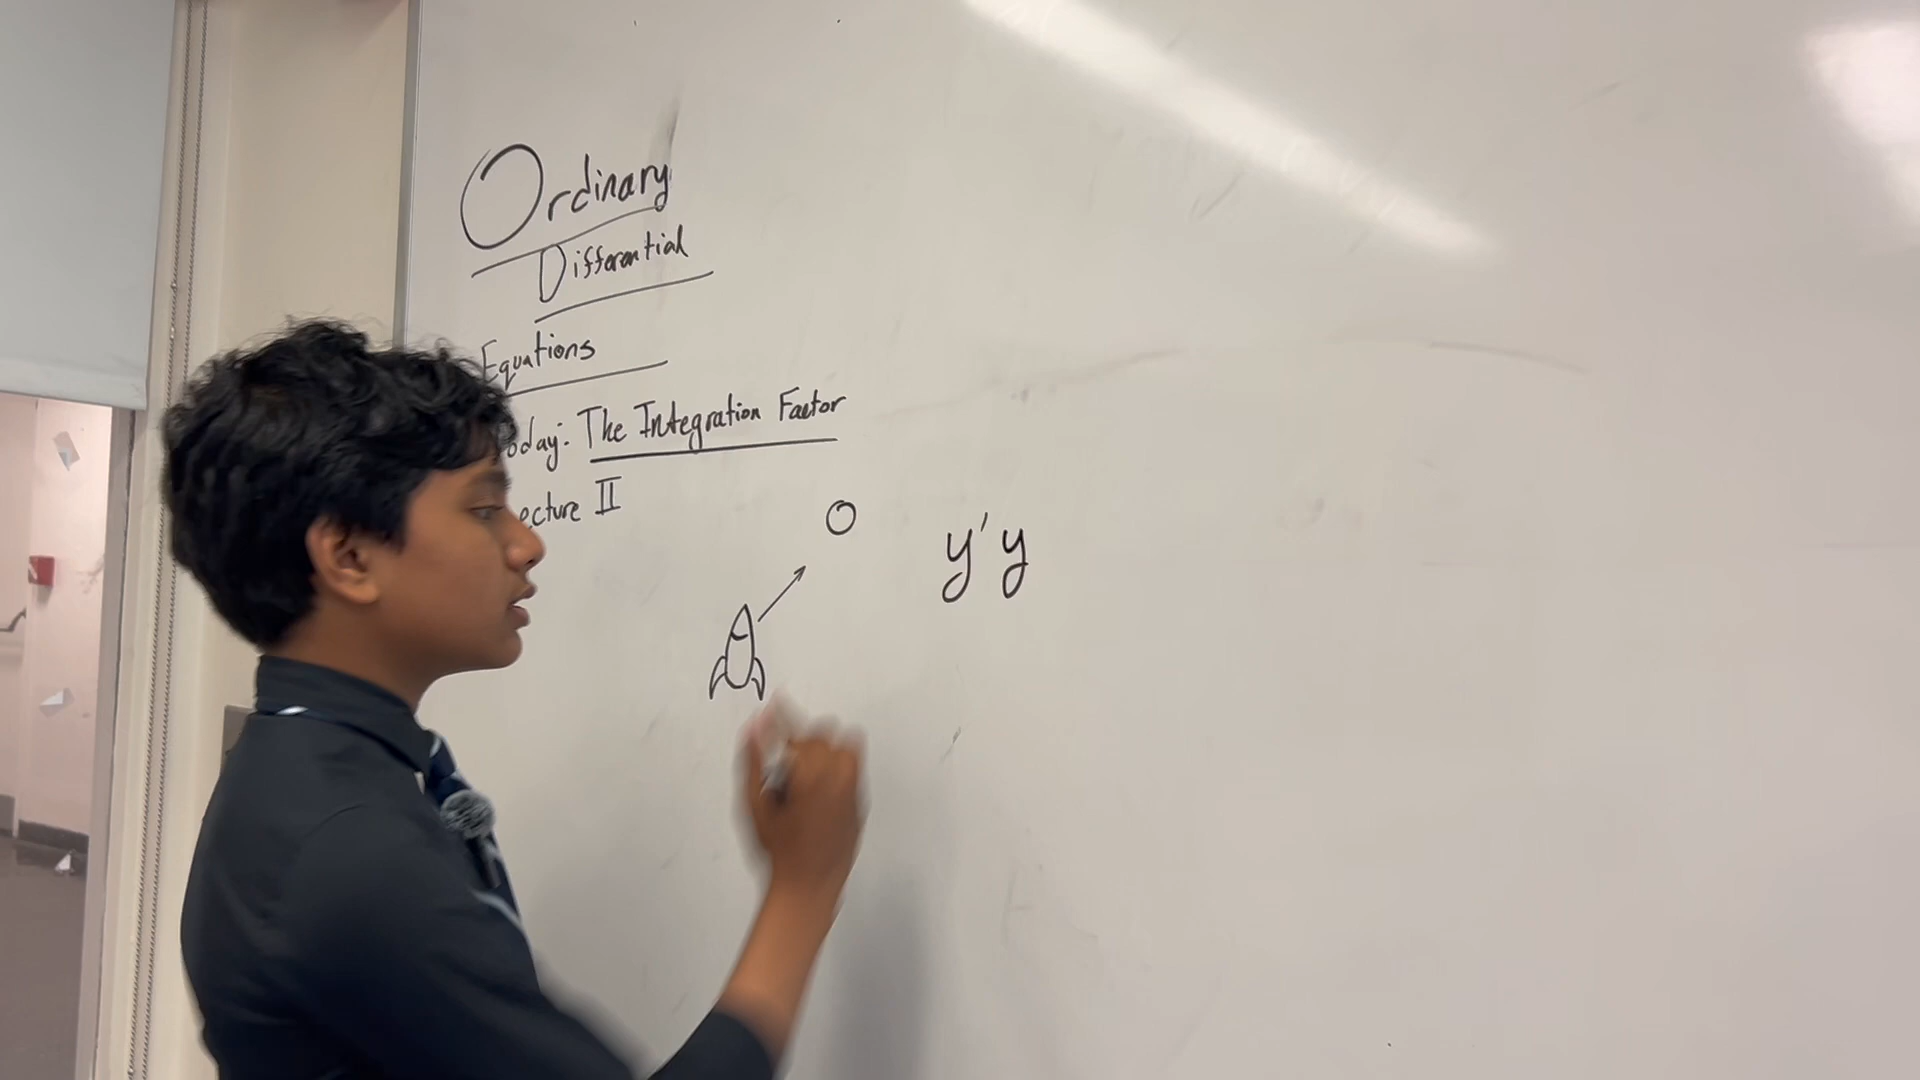 Ordinary
Differential
Equations
oday: The Integration Factor
ecture II
y' y